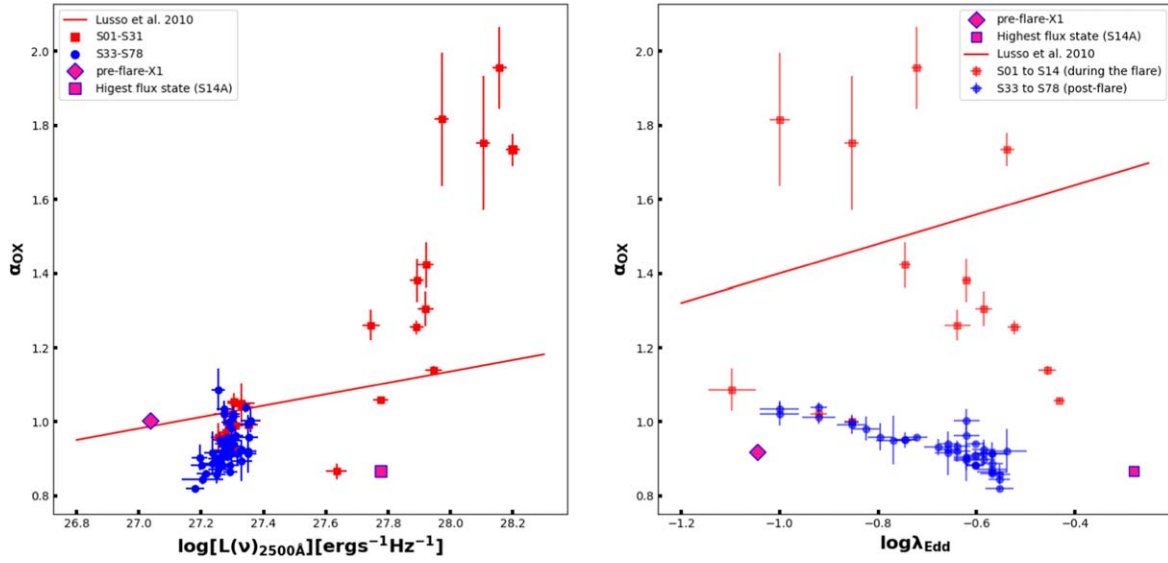 Lusso et al. 2010
S01-S31
S33-S78
pre-flare-X1
Higest flux state (S14A)
2.0
1.8
1.6
1.4
1.2
1.0
0.8
αOX
26.8 27.0 27.2 27.4 27.6 27.8 28.0 28.2
log[L(ν)2500Å][ergs⁻¹Hz⁻¹]
pre-flare-X1
Highest flux state (S14A)
Lusso et al. 2010
S01 to S14 (during the flare)
S33 to S78 (post-flare)
2.0
1.8
1.6
1.4
1.2
1.0
0.8
αOX
−1.2 −1.0 −0.8 −0.6 −0.4
logλEdd